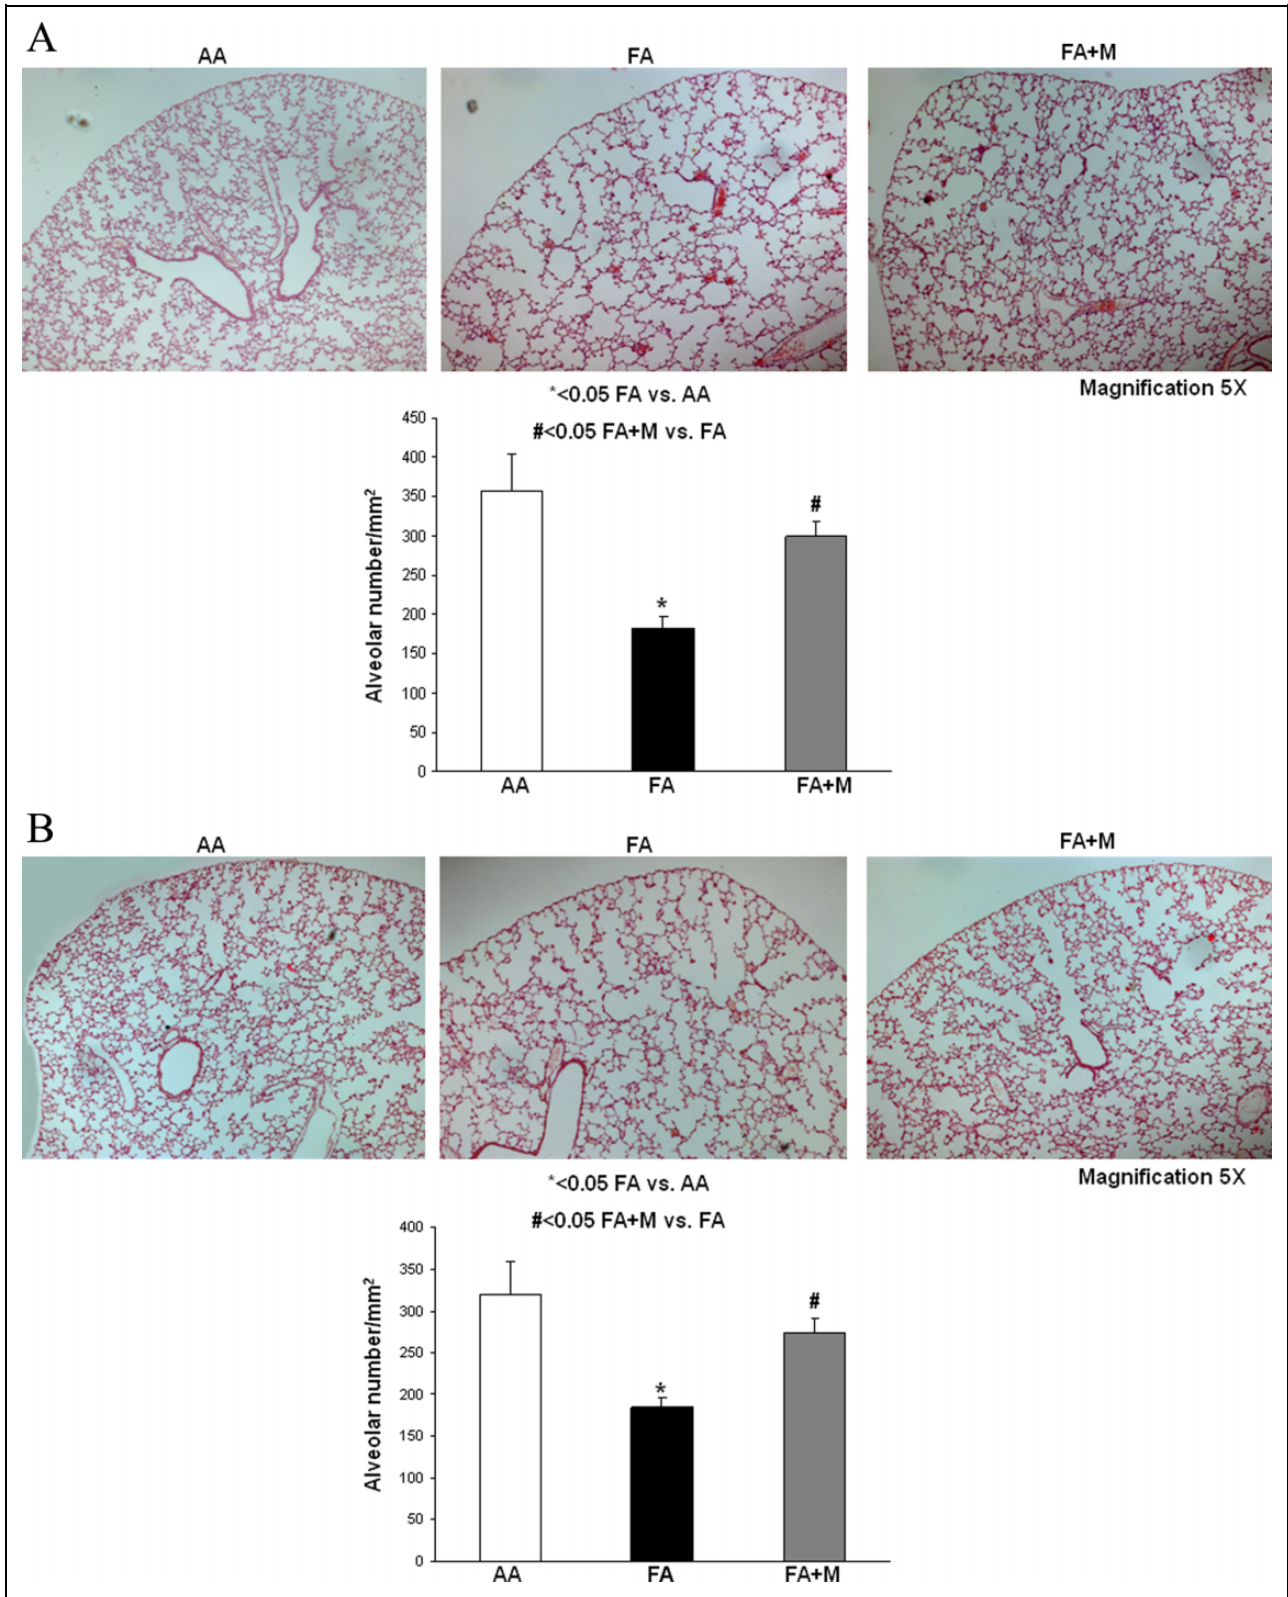 A
AA FA FA+M
*<0.05 FA vs. AA
Magnification 5X
#<0.05 FA+M vs. FA
Alveolar number/mm²
450
400
350
300
250
200
150
100
50
0
AA FA FA+M
#
*
B
AA FA FA+M
*<0.05 FA vs. AA
Magnification 5X
#<0.05 FA+M vs. FA
Alveolar number/mm²
400
350
300
250
200
150
100
50
0
AA FA FA+M
#
*